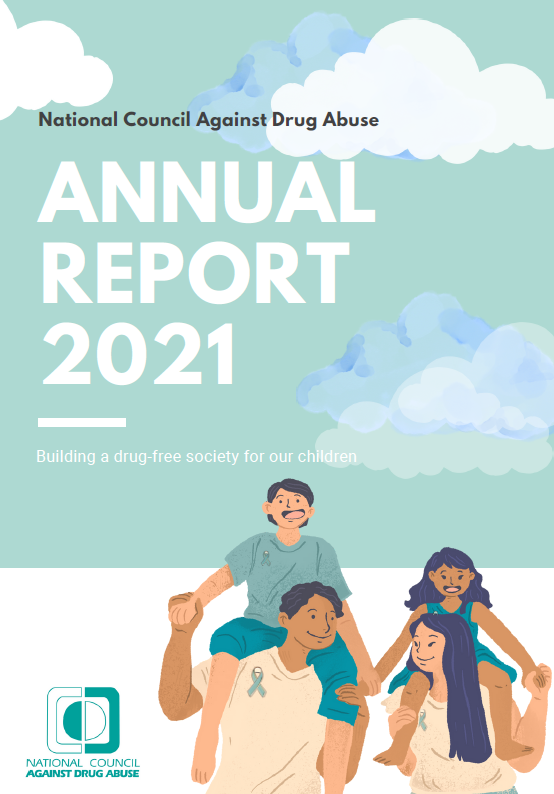 National Council Against Drug Abuse
ANNUAL
REPORT
2021
Building a drug-free society for our children
NATIONAL COUNCIL
AGAINST DRUG ABUSE